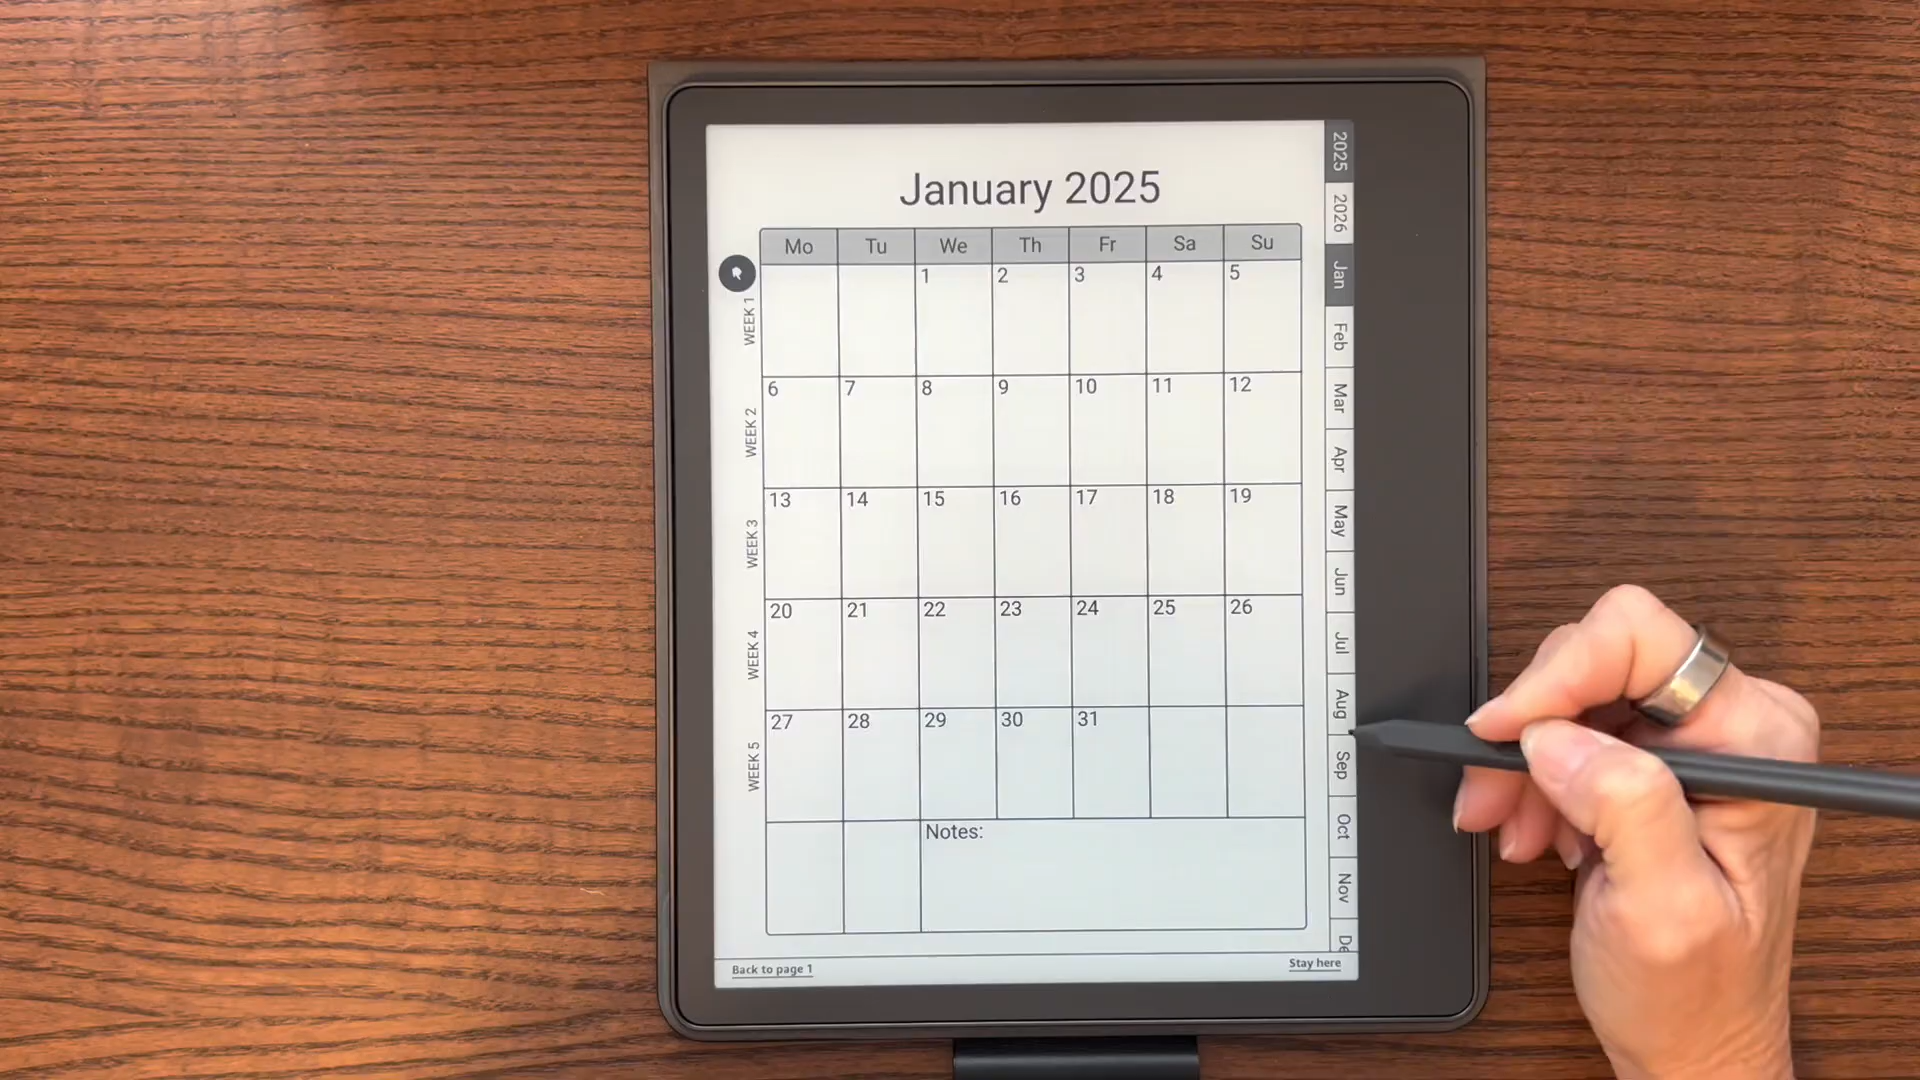 January 2025
Mo Tu We Th Fr Sa Su
WEEK 1
1 2 3 4 5
WEEK 2
6 7 8 9 10 11 12
WEEK 3
13 14 15 16 17 18 19
WEEK 4
20 21 22 23 24 25 26
WEEK 5
27 28 29 30 31
Notes:
Back to page 1
Stay here
2025
2026
Jan
Feb
Mar
Apr
May
Jun
Jul
Aug
Sep
Oct
Nov
De